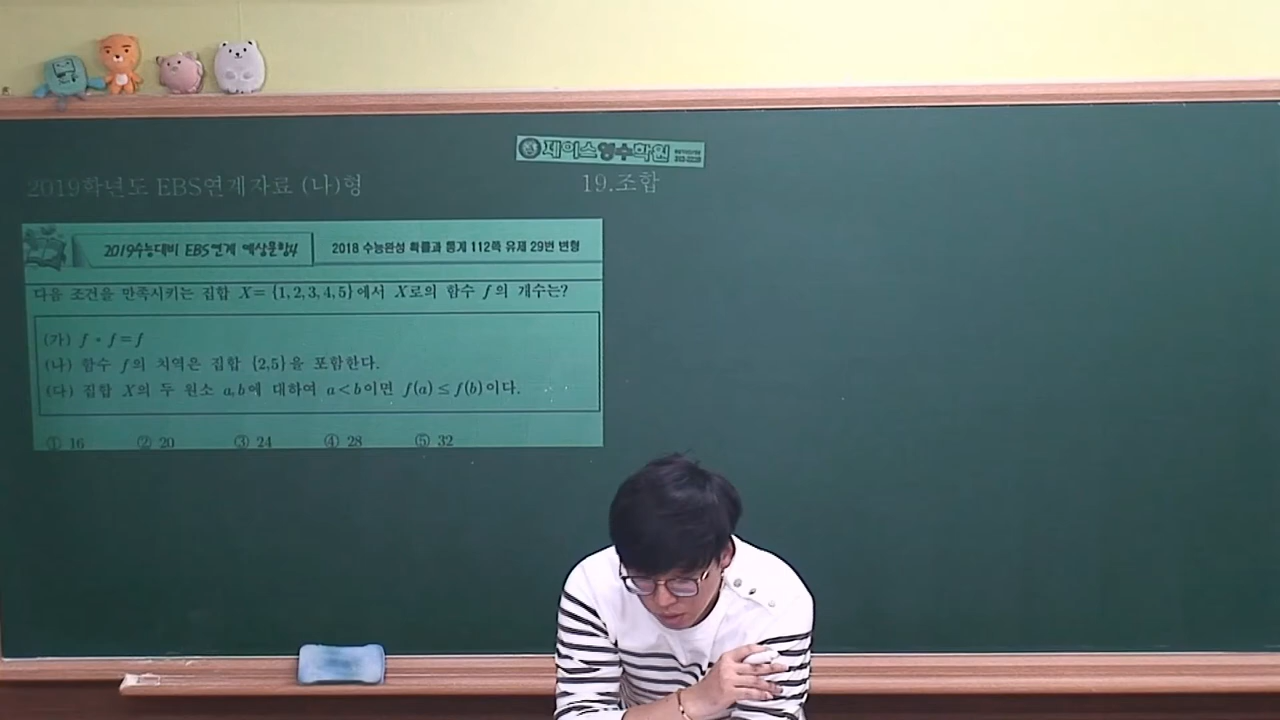 제이스영수학원
2019학년도 EBS연계자료 (나)형
19.조합
2019수능대비 EBS연계 예상문항4
2018 수능완성 확률과 통계 112쪽 유제 29번 변형
다음 조건을 만족시키는 집합 X={1,2,3,4,5}에서 X로의 함수 f의 개수는?
(가) f∘f=f
(나) 함수 f의 치역은 집합 {2,5}을 포함한다.
(다) 집합 X의 두 원소 a,b에 대하여 a<b이면 f(a)≤f(b)이다.
① 16 ② 20 ③ 24 ④ 28 ⑤ 32